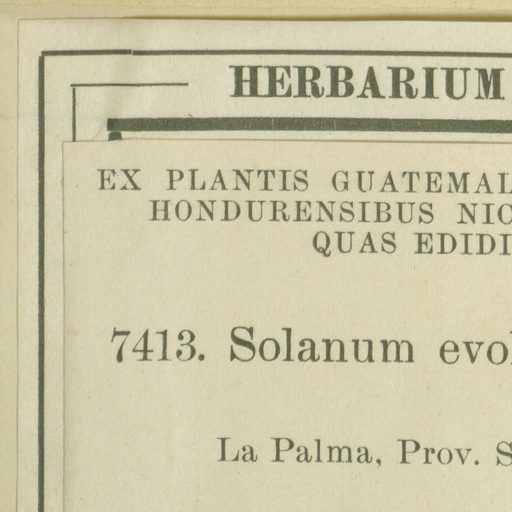 HERBARIUM
EX PLANTIS GUATEMAL
HONDURENSIBUS NIC
QUAS EDIDI
7413. Solanum evol
La Palma, Prov. S